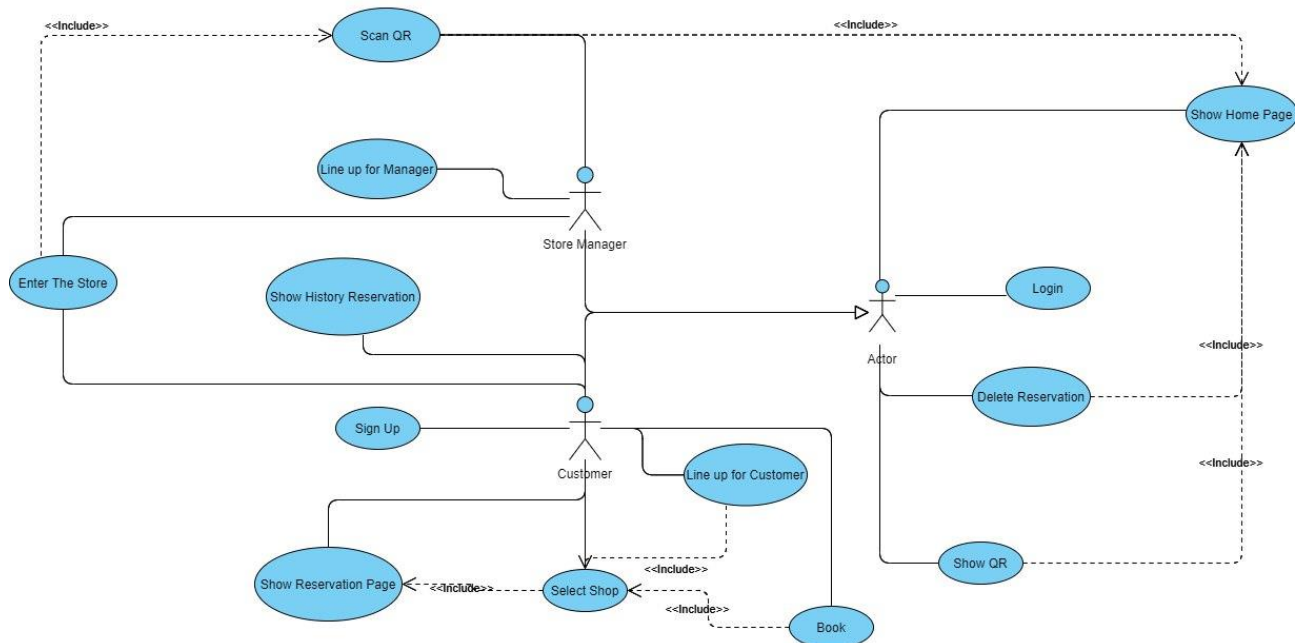 <<Include>>
<<Include>>
Scan QR
Show Home Page
Line up for Manager
Store Manager
Enter The Store
Show History Reservation
Login
<<Include>>
Actor
Delete Reservation
Sign Up
<<Include>>
Customer
Line up for Customer
Show QR
<<Include>>
Show Reservation Page
<<Include>>
Select Shop
<<Include>>
Book